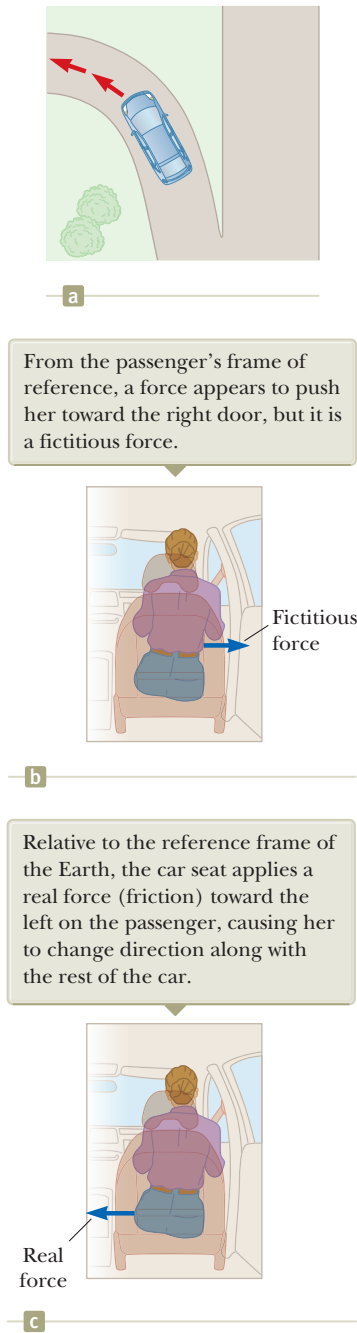 a
From the passenger's frame of
reference, a force appears to push
her toward the right door, but it is
a fictitious force.
Fictitious
force
b
Relative to the reference frame of
the Earth, the car seat applies a
real force (friction) toward the
left on the passenger, causing her
to change direction along with
the rest of the car.
Real
force
c